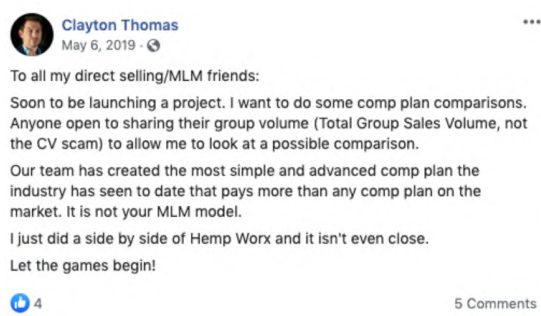 Clayton Thomas
May 6, 2019 ·
To all my direct selling/MLM friends:
Soon to be launching a project. I want to do some comp plan comparisons.
Anyone open to sharing their group volume (Total Group Sales Volume, not
the CV scam) to allow me to look at a possible comparison.
Our team has created the most simple and advanced comp plan the
industry has seen to date that pays more than any comp plan on the
market. It is not your MLM model.
I just did a side by side of Hemp Worx and it isn't even close.
Let the games begin!
4 5 Comments